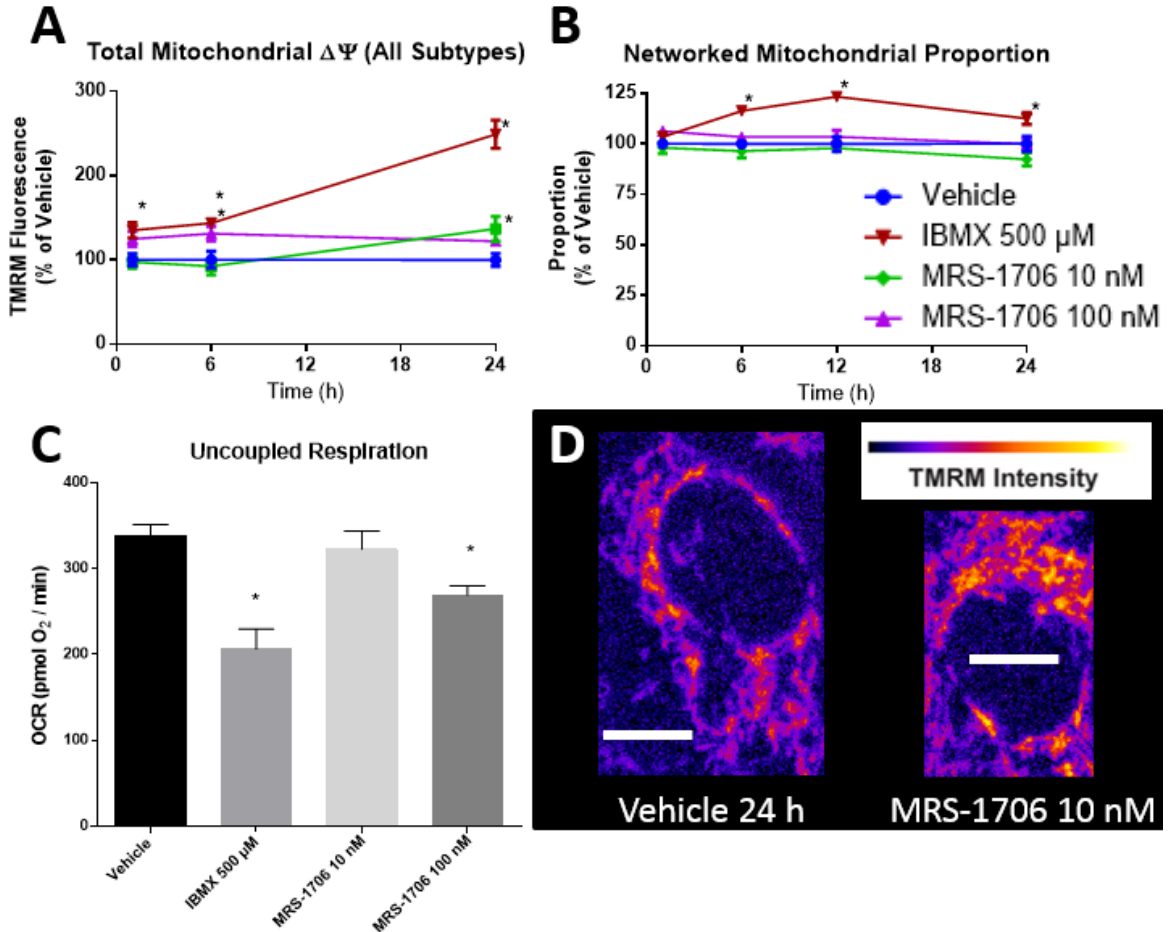 A
Total Mitochondrial ΔΨ (All Subtypes)
TMRM Fluorescence
(% of Vehicle)
300
200
100
0
*
*
*
*
*
0
6
12
18
24
Time (h)
B
Networked Mitochondrial Proportion
Proportion
(% of Vehicle)
125
100
75
50
25
0
*
*
*
Vehicle
IBMX 500 µM
MRS-1706 10 nM
MRS-1706 100 nM
0
6
12
18
24
Time (h)
C
Uncoupled Respiration
OCR (pmol O₂ / min)
400
300
200
100
0
*
*
Vehicle
IBMX 500 µM
MRS-1706 10 nM
MRS-1706 100 nM
D
TMRM Intensity
Vehicle 24 h
MRS-1706 10 nM